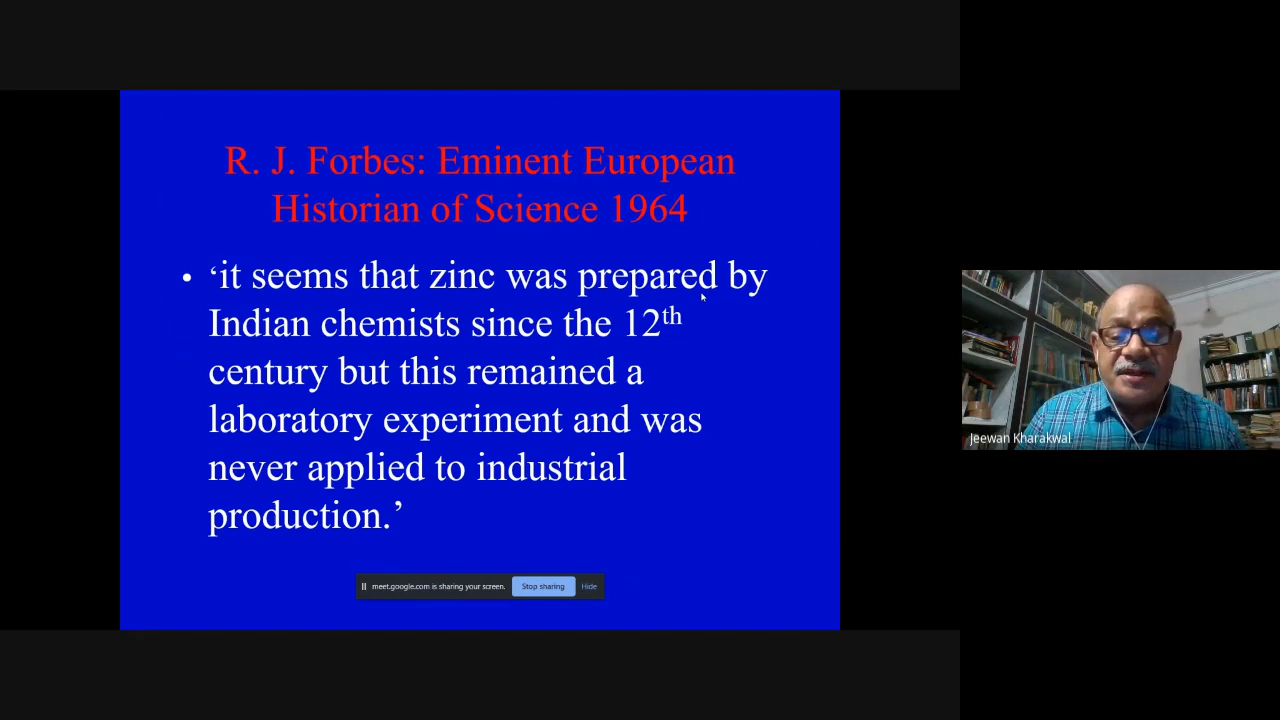 R. J. Forbes: Eminent European
Historian of Science 1964
• ‘it seems that zinc was prepared by
Indian chemists since the 12th
century but this remained a
laboratory experiment and was
never applied to industrial
production.’
meet.google.com is sharing your screen. Stop sharing Hide
Jeewan Kharakwal